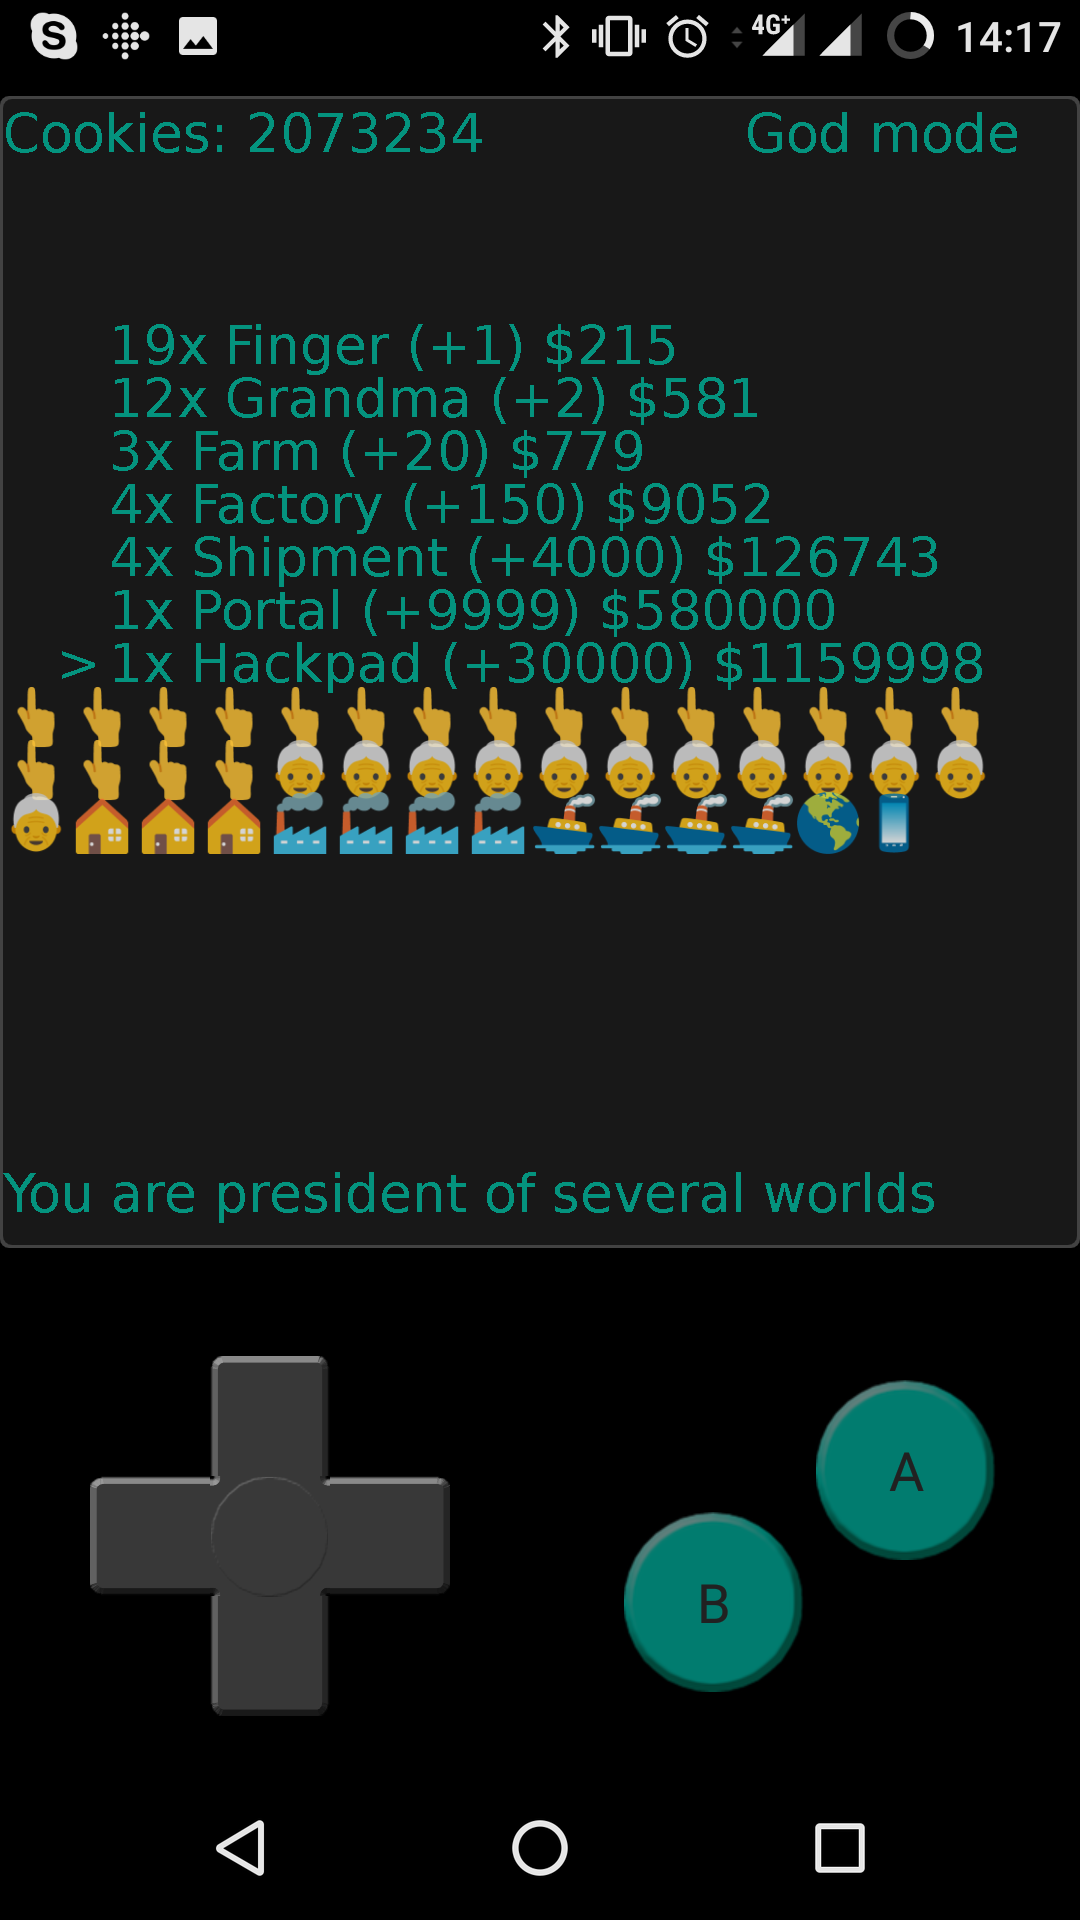 4G+ 14:17
Cookies: 2073234 God mode
19x Finger (+1) $215
12x Grandma (+2) $581
3x Farm (+20) $779
4x Factory (+150) $9052
4x Shipment (+4000) $126743
1x Portal (+9999) $580000
>1x Hackpad (+30000) $1159998
You are president of several worlds
A
B